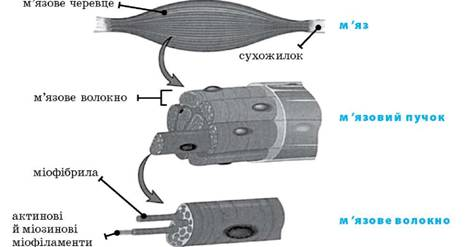 м’язове черевце
м’яз
сухожилок
м’язове волокно
м’язовий пучок
міофібрила
актинові
й міозинові
міофіламенти
м’язове волокно